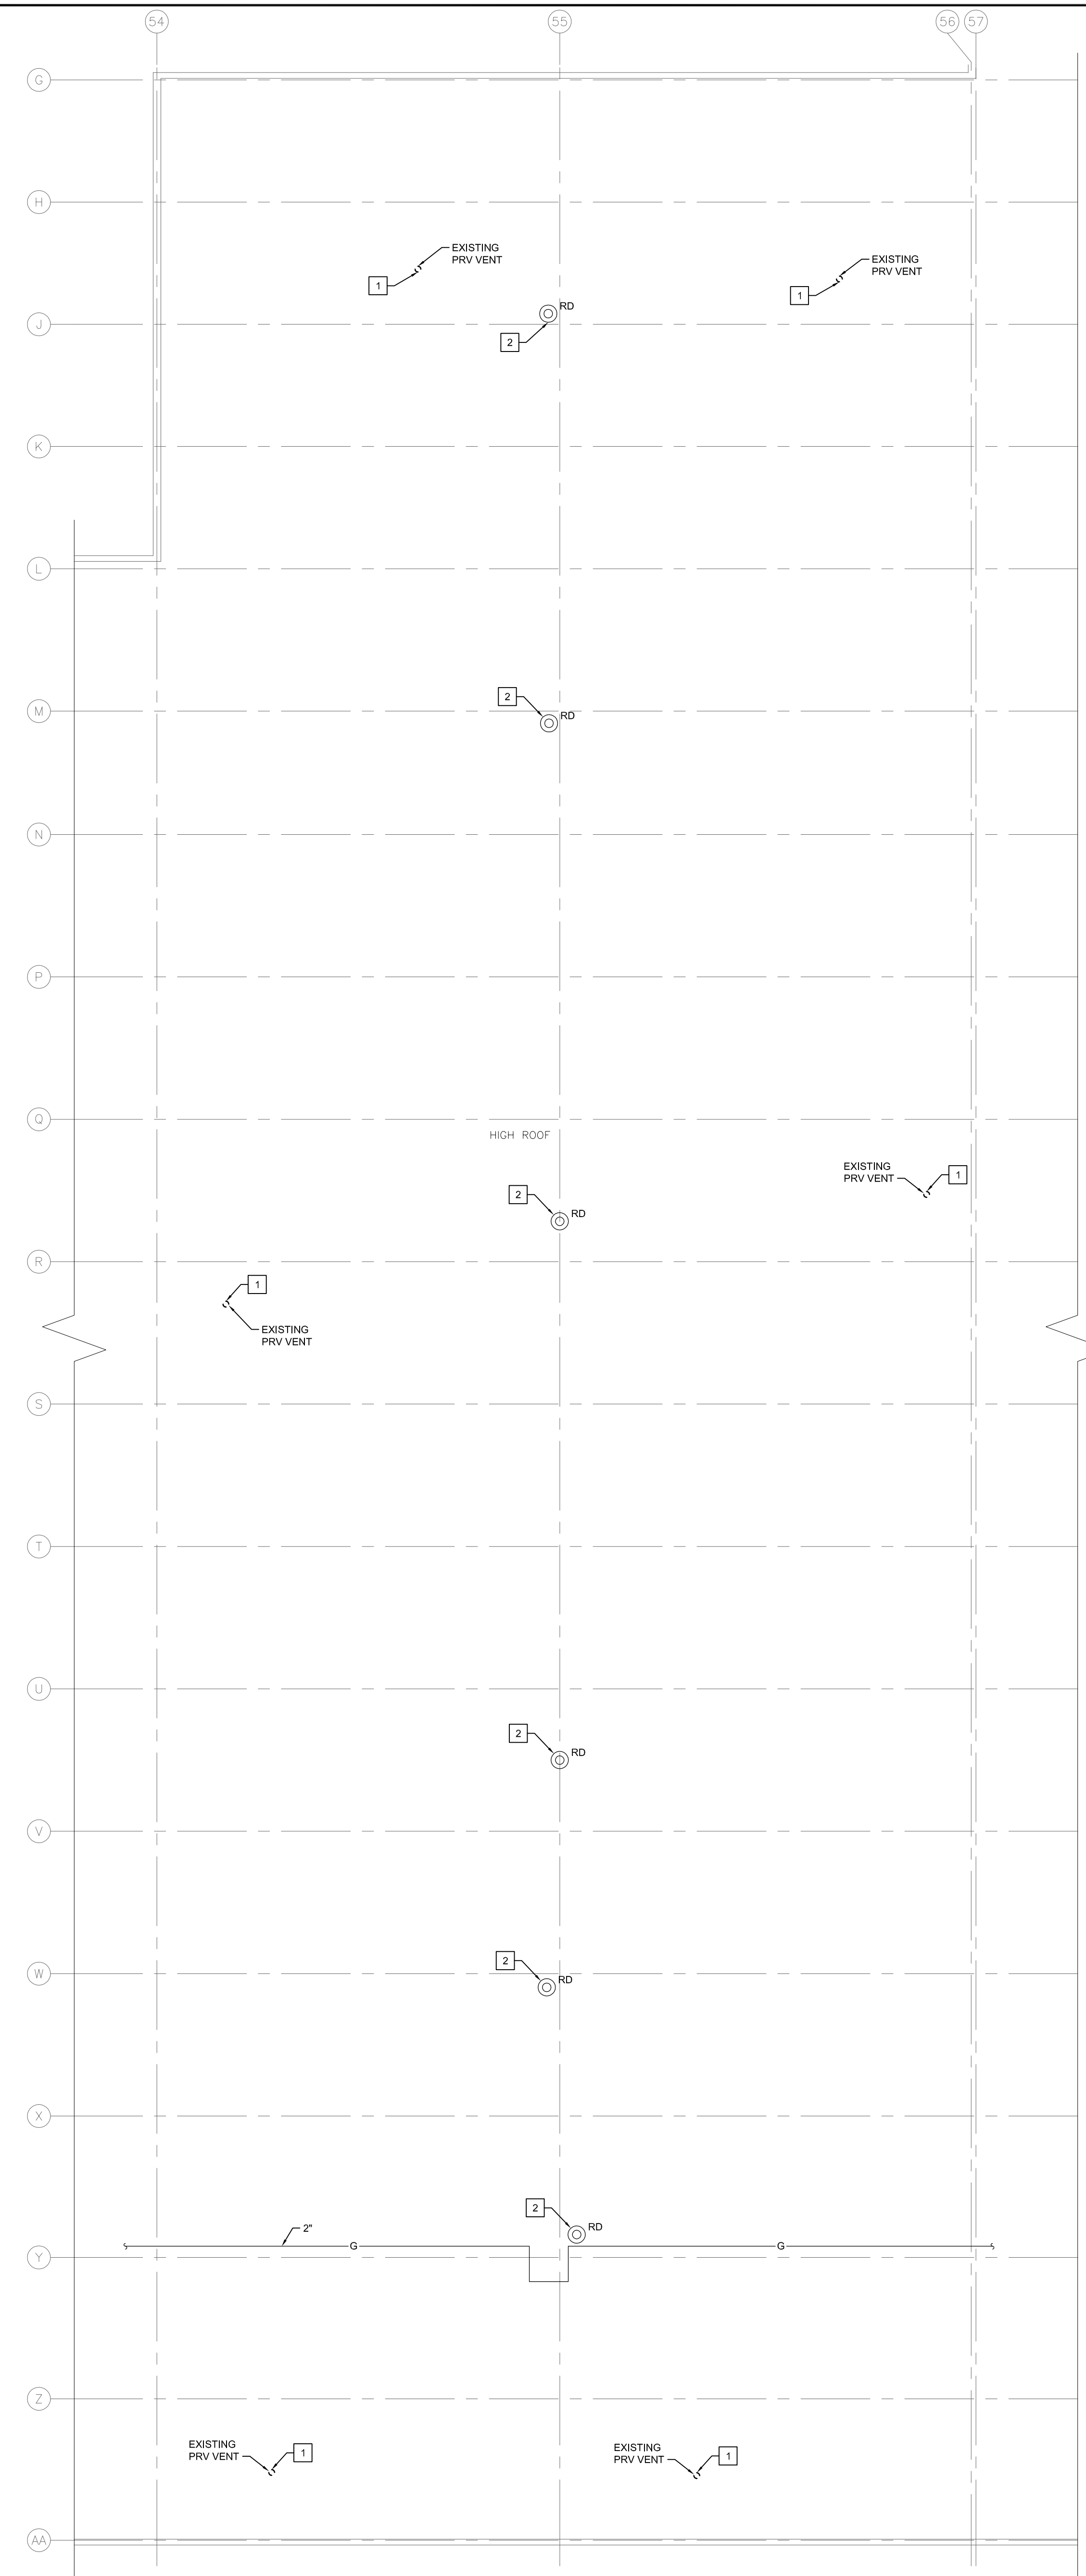 54
55
56
57
G
H
EXISTING
PRV VENT
1
EXISTING
PRV VENT
1
RD
J
2
K
L
2
M
RD
N
P
Q
HIGH ROOF
EXISTING
PRV VENT
1
2
RD
R
1
EXISTING
PRV VENT
S
T
U
2
RD
V
2
W
RD
X
2
RD
2"
G
G
Y
Z
EXISTING
PRV VENT
1
EXISTING
PRV VENT
1
AA